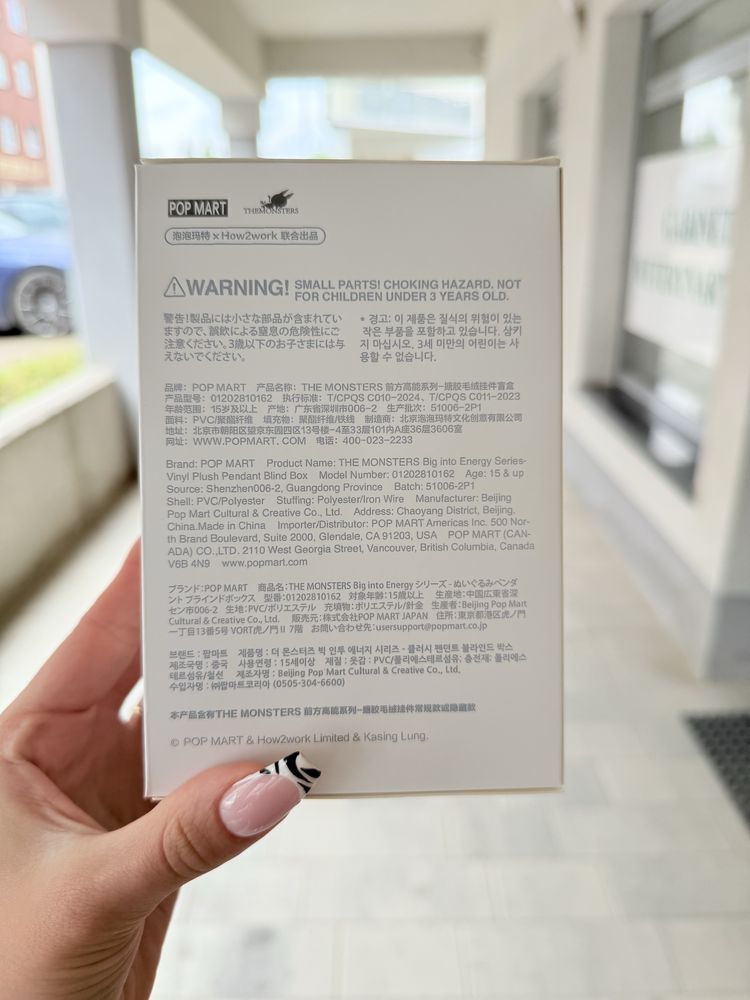 POP MART THEMONSTERS
泡泡玛特 × How2work 联合出品
WARNING! SMALL PARTS! CHOKING HAZARD. NOT
FOR CHILDREN UNDER 3 YEARS OLD.
警告!製品には小さな部品が含まれてい
ますので、誤飲による窒息の危険性にご
注意ください。3歳以下のお子さまには与
えないでください。
* 경고: 이 제품은 질식의 위험이 있는
작은 부품을 포함하고 있습니다. 삼키
지 마십시오. 3세 미만의 어린이는 사
용할 수 없습니다.
品牌：POP MART 产品名称：THE MONSTERS 前方高能系列-搪胶毛绒挂件盲盒
产品型号：01202810162 执行标准：T/CPQS C010-2024、T/CPQS C011-2023
年龄范围：15岁及以上 产地：广东省深圳市006-2 生产批次：51006-2P1
面料：PVC/聚酯纤维 填充物：聚酯纤维/铁线 制造商：北京泡泡玛特文化创意有限公司
地址：北京市朝阳区望京东园四区13号楼-4至33层101内A座36层3606室
网址：WWW.POPMART.COM 电话：400-023-2233
Brand: POP MART Product Name: THE MONSTERS Big into Energy Series-
Vinyl Plush Pendant Blind Box Model Number: 01202810162 Age: 15 & up
Source: Shenzhen006-2, Guangdong Province Batch: 51006-2P1
Shell: PVC/Polyester Stuffing: Polyester/Iron Wire Manufacturer: Beijing
Pop Mart Cultural & Creative Co., Ltd. Address: Chaoyang District, Beijing,
China.Made in China Importer/Distributor: POP MART Americas Inc. 500 Nor-
th Brand Boulevard, Suite 2000, Glendale, CA 91203, USA POP MART (CAN-
ADA) CO.,LTD. 2110 West Georgia Street, Vancouver, British Columbia, Canada
V6B 4N9 www.popmart.com
ブランド：POP MART 商品名：THE MONSTERS Big into Energy シリーズ - ぬいぐるみペンダ
ント ブラインドボックス 型番：01202810162 対象年齢：15歳以上 生産地：中国広東省深
セン市006-2 生地：PVC/ポリエステル 充填物：ポリエステル/針金 生産者：Beijing Pop Mart
Cultural & Creative Co., Ltd. 販売元：株式会社POP MART JAPAN 住所：東京都港区虎ノ門
一丁目13番5号 VORT虎ノ門II 7階 お問い合わせ先：usersupport@popmart.co.jp
브랜드 : 팝마트 제품명 : 더 몬스터즈 빅 인투 에너지 시리즈 - 플러시 펜던트 블라인드 박스
제조국명 : 중국 사용연령 : 15세이상 재질 : 옷감 : PVC/폴리에스테르섬유; 충전재: 폴리에스
테르섬유/철선 제조자명 : Beijing Pop Mart Cultural & Creative Co., Ltd.
수입자명 : ㈜팝마트코리아 (0505-304-6600)
本产品含有THE MONSTERS 前方高能系列-搪胶毛绒挂件常规款或隐藏款
© POP MART & How2work Limited & Kasing Lung.